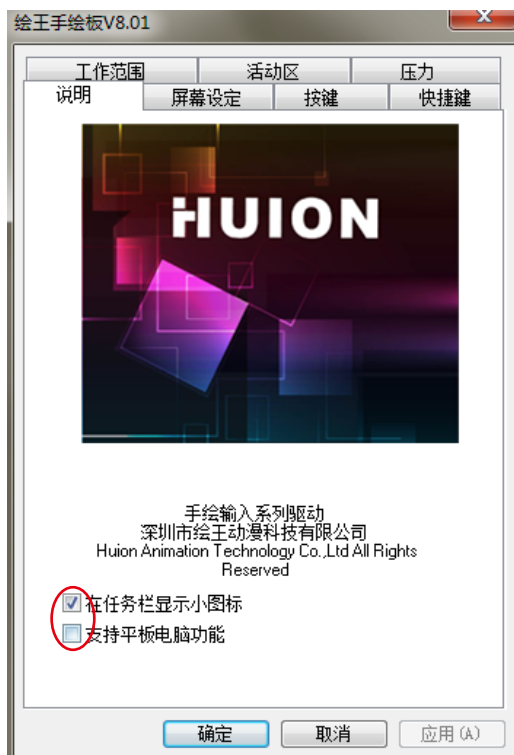 绘王手绘板V8.01
工作范围 活动区 压力
说明 屏幕设定 按键 快捷鍵
HUION
手绘输入系列驱动
深圳市绘王动漫科技有限公司
Huion Animation Technology Co.,Ltd All Rights
Reserved
在任务栏显示小图标
支持平板电脑功能
确定 取消 应用(A)